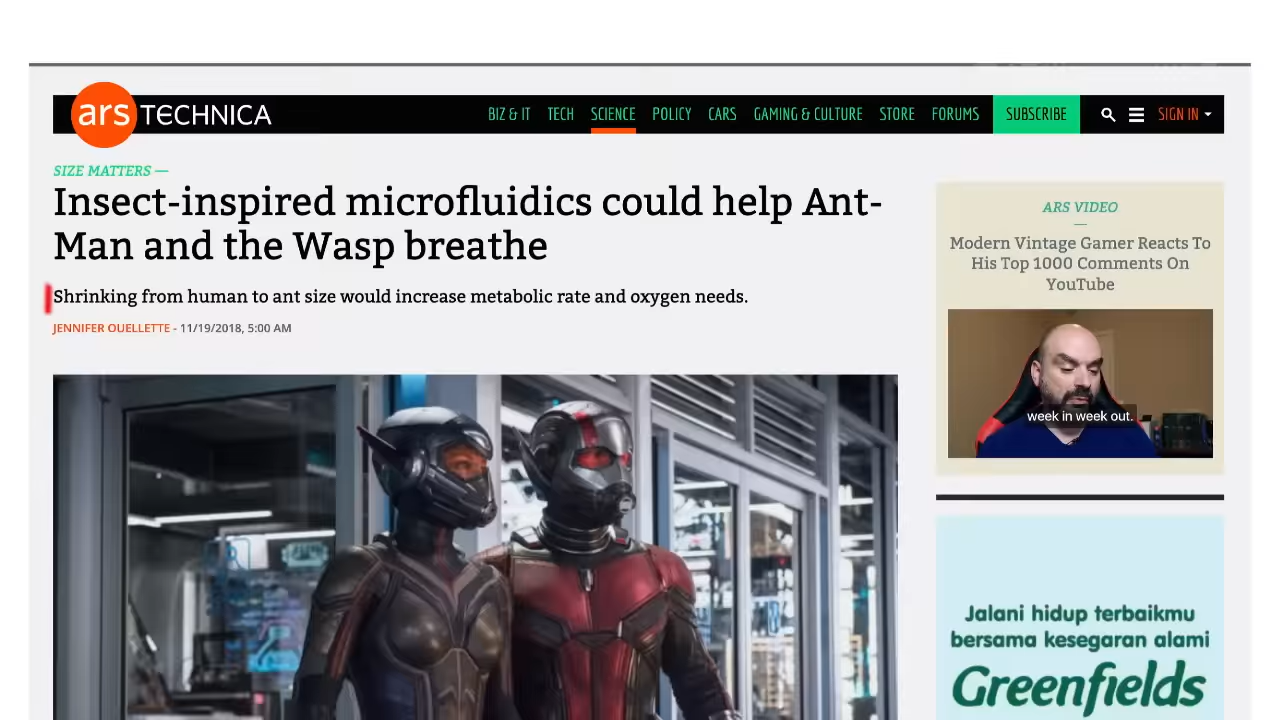 ars TECHNICA
BIZ & IT TECH SCIENCE POLICY CARS GAMING & CULTURE STORE FORUMS SUBSCRIBE SIGN IN
SIZE MATTERS —
Insect-inspired microfluidics could help Ant-
Man and the Wasp breathe
Shrinking from human to ant size would increase metabolic rate and oxygen needs.
JENNIFER OUELLETTE - 11/19/2018, 5:00 AM
ARS VIDEO
Modern Vintage Gamer Reacts To
His Top 1000 Comments On
YouTube
week in week out.
Jalani hidup terbaikmu
bersama kesegaran alami
Greenfields